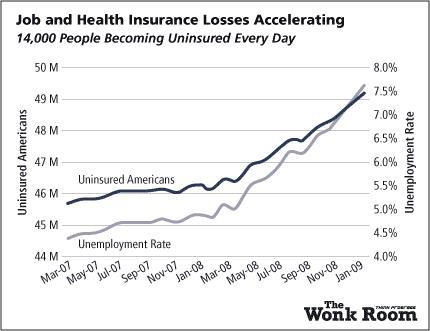 Job and Health Insurance Losses Accelerating
14,000 People Becoming Uninsured Every Day
50 M
49 M
48 M
47 M
46 M
45 M
44 M
Uninsured Americans
8.0%
7.5%
7.0%
6.5%
6.0%
5.5%
5.0%
4.5%
4.0%
Unemployment Rate
Uninsured Americans
Unemployment Rate
Mar-07
May-07
Jul-07
Sep-07
Nov-07
Jan-08
Mar-08
May-08
Jul-08
Sep-08
Nov-08
Jan-09
The
THINK PROGRESS
Wonk Room